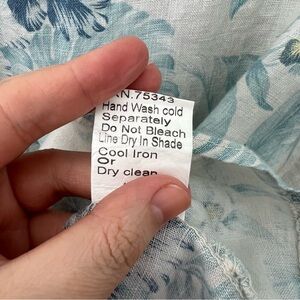 RN.75343
Hand Wash cold
Separately
Do Not Bleach
Line Dry In Shade
Cool Iron
Or
Dry clean